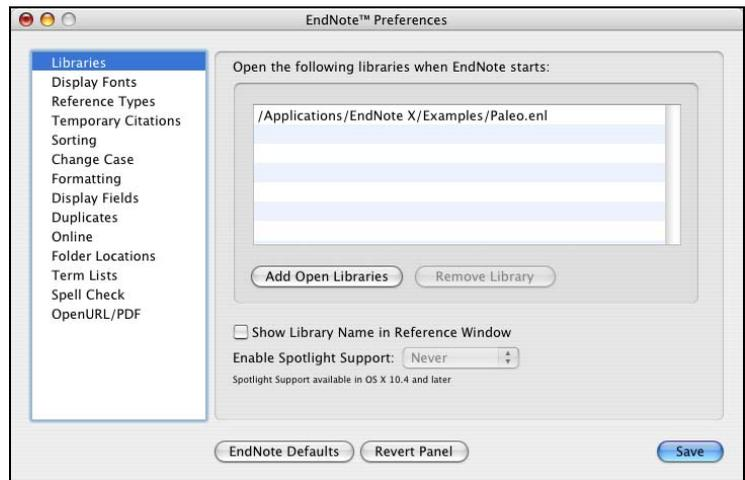 EndNote™ Preferences
Libraries
Display Fonts
Reference Types
Temporary Citations
Sorting
Change Case
Formatting
Display Fields
Duplicates
Online
Folder Locations
Term Lists
Spell Check
OpenURL/PDF
Open the following libraries when EndNote starts:
/Applications/EndNote X/Examples/Paleo.enl
Add Open Libraries
Remove Library
Show Library Name in Reference Window
Enable Spotlight Support: Never
Spotlight Support available in OS X 10.4 and later
EndNote Defaults
Revert Panel
Save